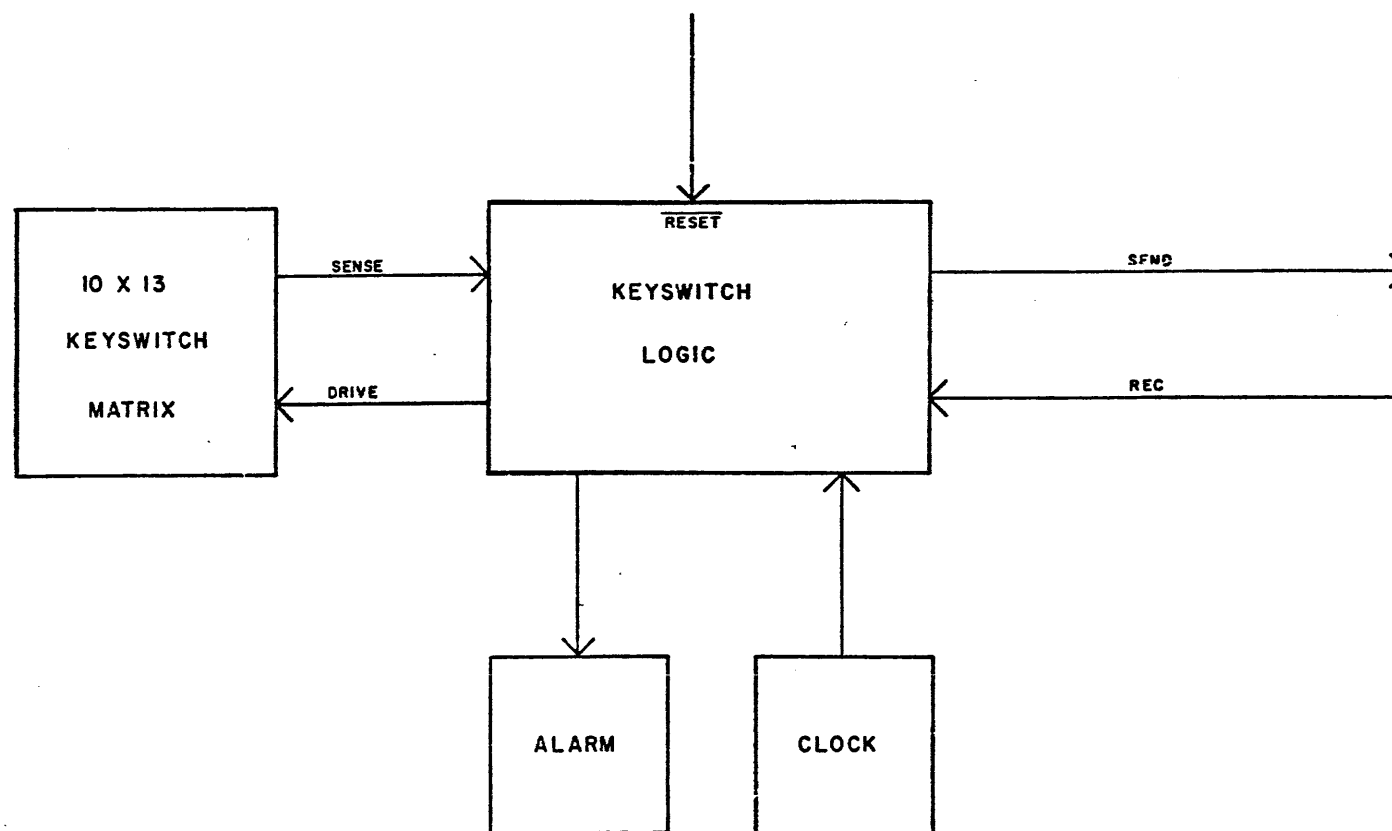 RESET
SENSE
SEND
10 X 13
KEYSWITCH
MATRIX
KEYSWITCH
LOGIC
DRIVE
REC
ALARM
CLOCK